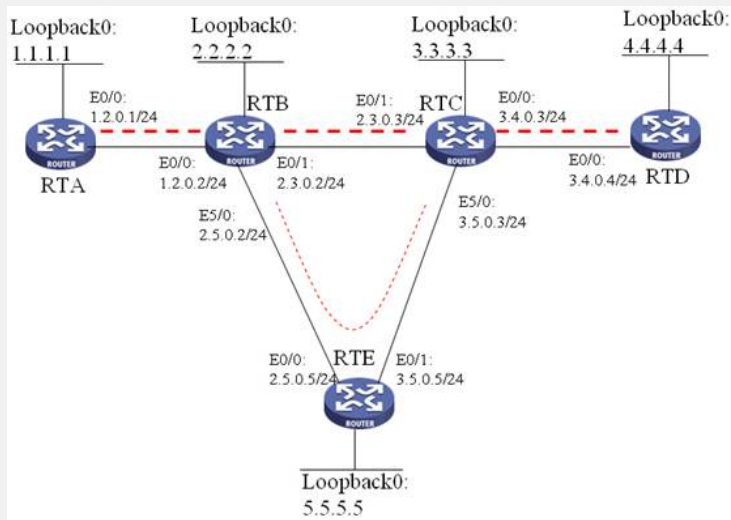 Loopback0:
1.1.1.1
Loopback0:
2.2.2.2
Loopback0:
3.3.3.3
Loopback0:
4.4.4.4
E0/0:
1.2.0.1/24
RTB
E0/1:
2.3.0.3/24
RTC
E0/0:
3.4.0.3/24
ROUTER
RTA
E0/0:
1.2.0.2/24
ROUTER
E0/1:
2.3.0.2/24
ROUTER
E0/0:
3.4.0.4/24
ROUTER
RTD
E5/0:
2.5.0.2/24
E5/0:
3.5.0.3/24
E0/0:
2.5.0.5/24
RTE
E0/1:
3.5.0.5/24
ROUTER
Loopback0:
5.5.5.5